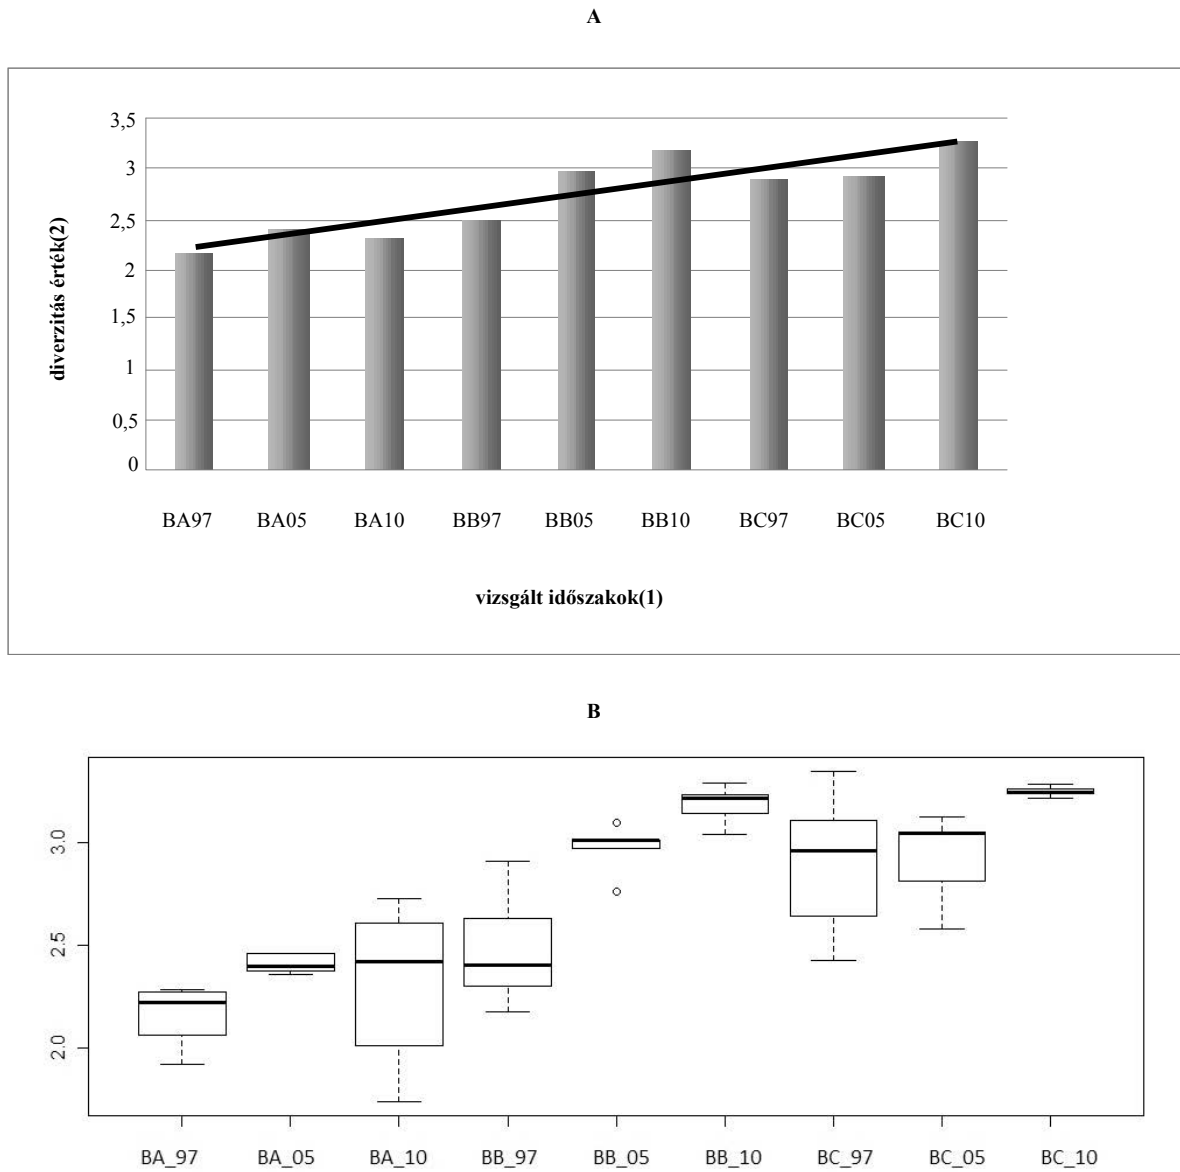 A
3,5
3
2,5
2
1,5
1
0,5
0
diverzitás érték(2)
BA97 BA05 BA10 BB97 BB05 BB10 BC97 BC05 BC10
vizsgált időszakok(1)
B
3.0
2.5
2.0
BA_97 BA_05 BA_10 BB_97 BB_05 BB_10 BC_97 BC_05 BC_10